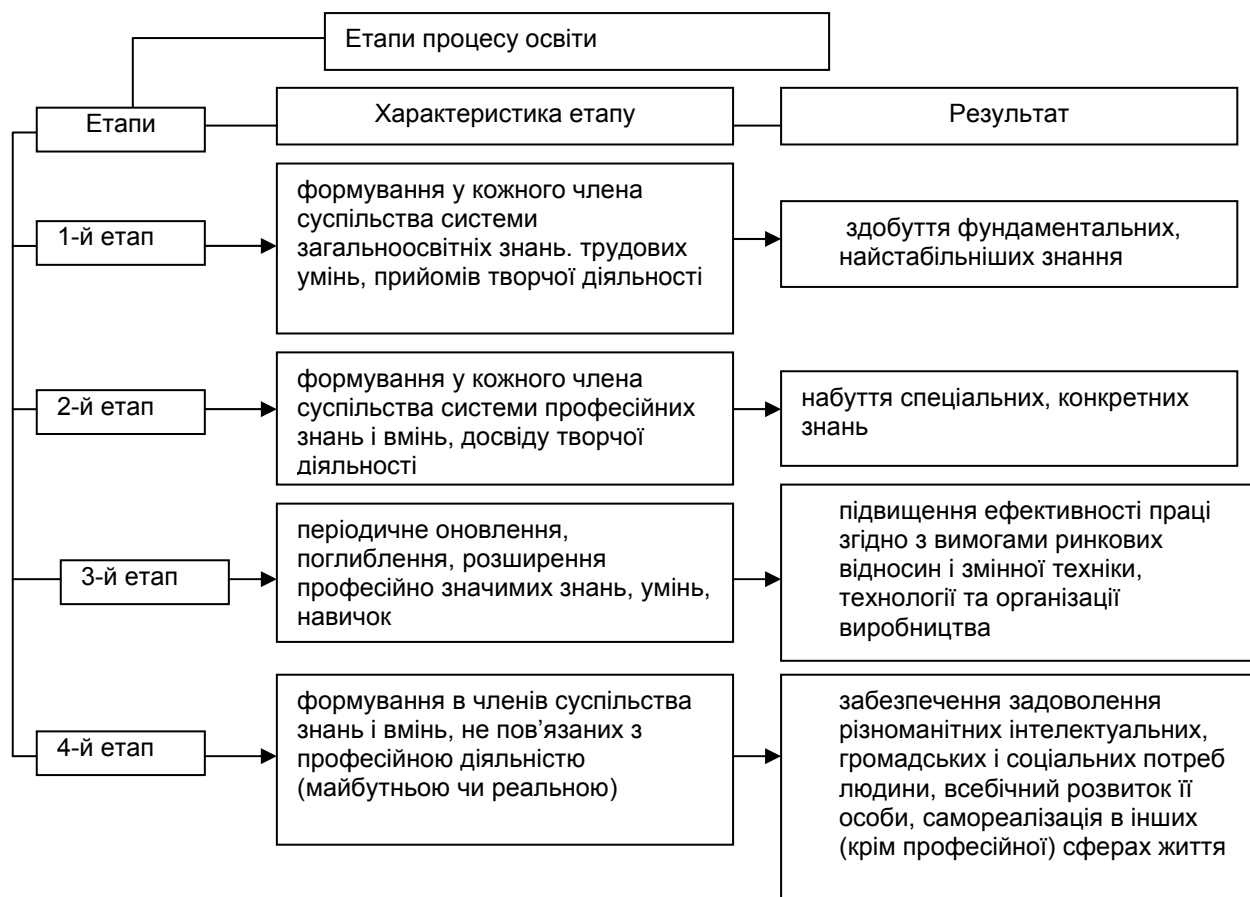 Етапи процесу освіти
Етапи
Характеристика етапу
Результат
1-й етап
формування у кожного члена
суспільства системи
загальноосвітніх знань. трудових
умінь, прийомів творчої діяльності
здобуття фундаментальних,
найстабільніших знання
2-й етап
формування у кожного члена
суспільства системи професійних
знань і вмінь, досвіду творчої
діяльності
набуття спеціальних, конкретних
знань
3-й етап
періодичне оновлення,
поглиблення, розширення
професійно значимих знань, умінь,
навичок
підвищення ефективності праці
згідно з вимогами ринкових
відносин і змінної техніки,
технології та організації
виробництва
4-й етап
формування в членів суспільства
знань і вмінь, не пов’язаних з
професійною діяльністю
(майбутньою чи реальною)
забезпечення задоволення
різноманітних інтелектуальних,
громадських і соціальних потреб
людини, всебічний розвиток її
особи, самореалізація в інших
(крім професійної) сферах життя